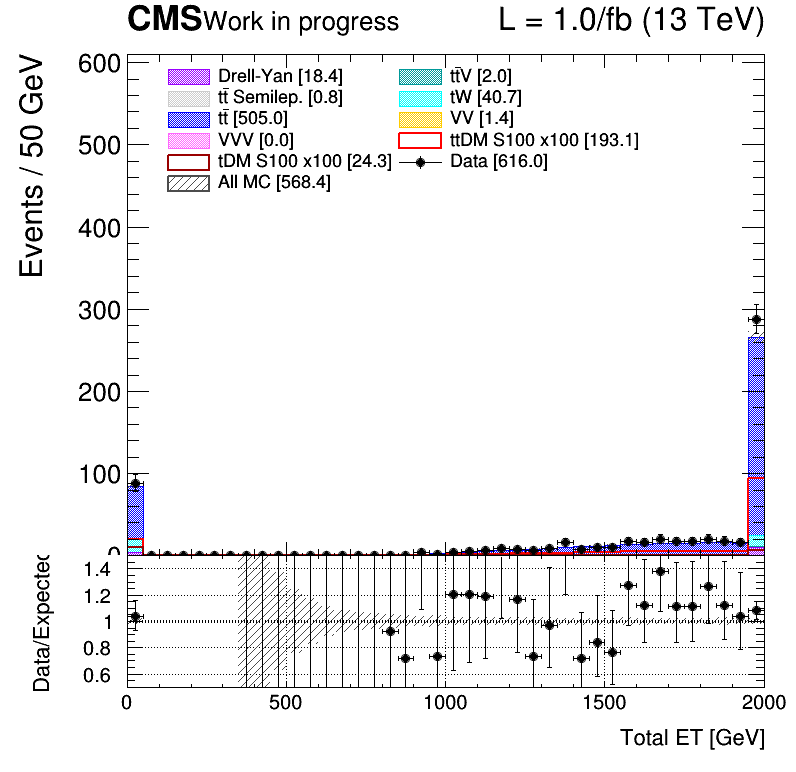 CMS Work in progress L = 1.0/fb (13 TeV)
Events / 50 GeV
600
500
400
300
200
100
0
Drell-Yan [18.4]
tt̄V [2.0]
tt̄ Semilep. [0.8]
tW [40.7]
tt̄ [505.0]
VV [1.4]
VVV [0.0]
ttDM S100 x100 [193.1]
tDM S100 x100 [24.3]
Data [616.0]
All MC [568.4]
Data/Expected
1.4
1.2
1
0.8
0.6
0 500 1000 1500 2000
Total ET [GeV]